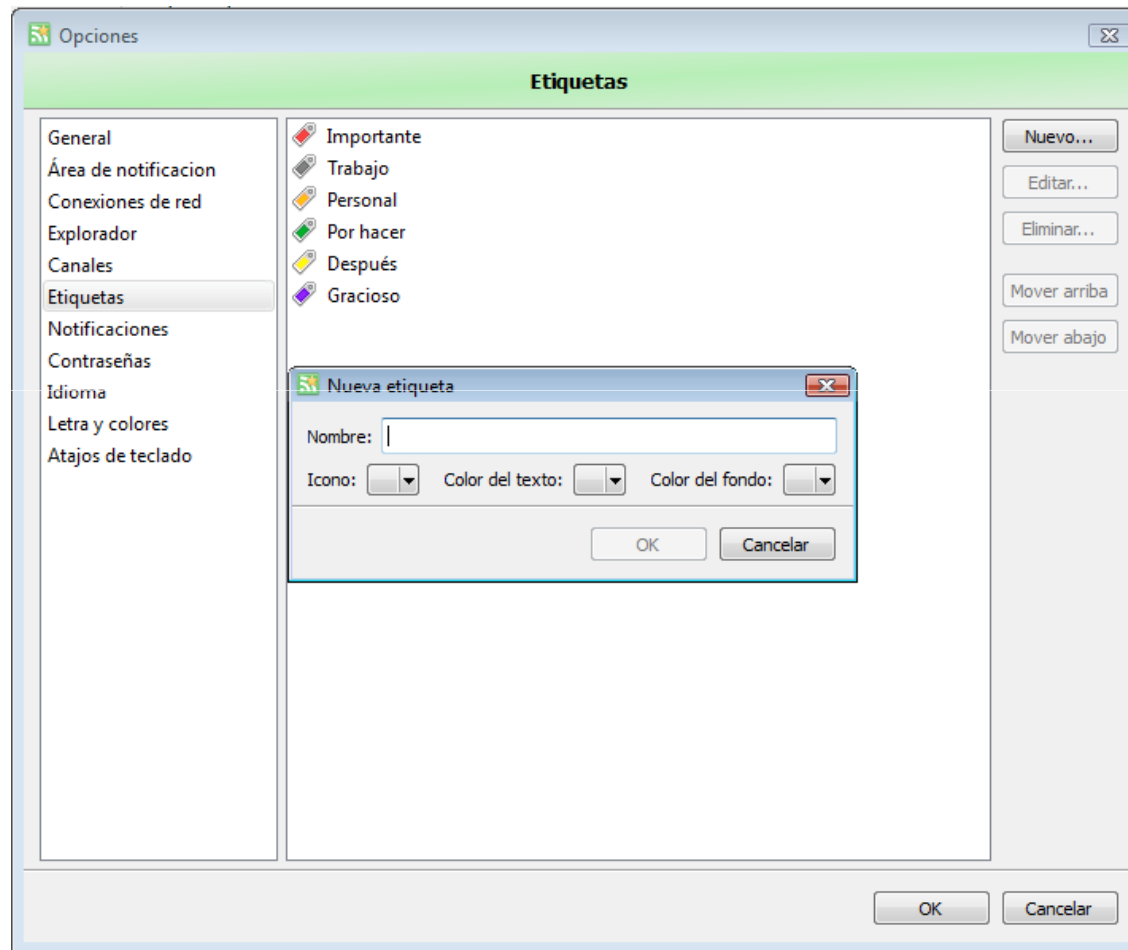 Opciones
Etiquetas
General
Área de notificacion
Conexiones de red
Explorador
Canales
Etiquetas
Notificaciones
Contraseñas
Idioma
Letra y colores
Atajos de teclado
Importante
Trabajo
Personal
Por hacer
Después
Gracioso
Nuevo...
Editar...
Eliminar...
Mover arriba
Mover abajo
Nueva etiqueta
Nombre:
Icono: Color del texto: Color del fondo:
OK Cancelar
OK Cancelar